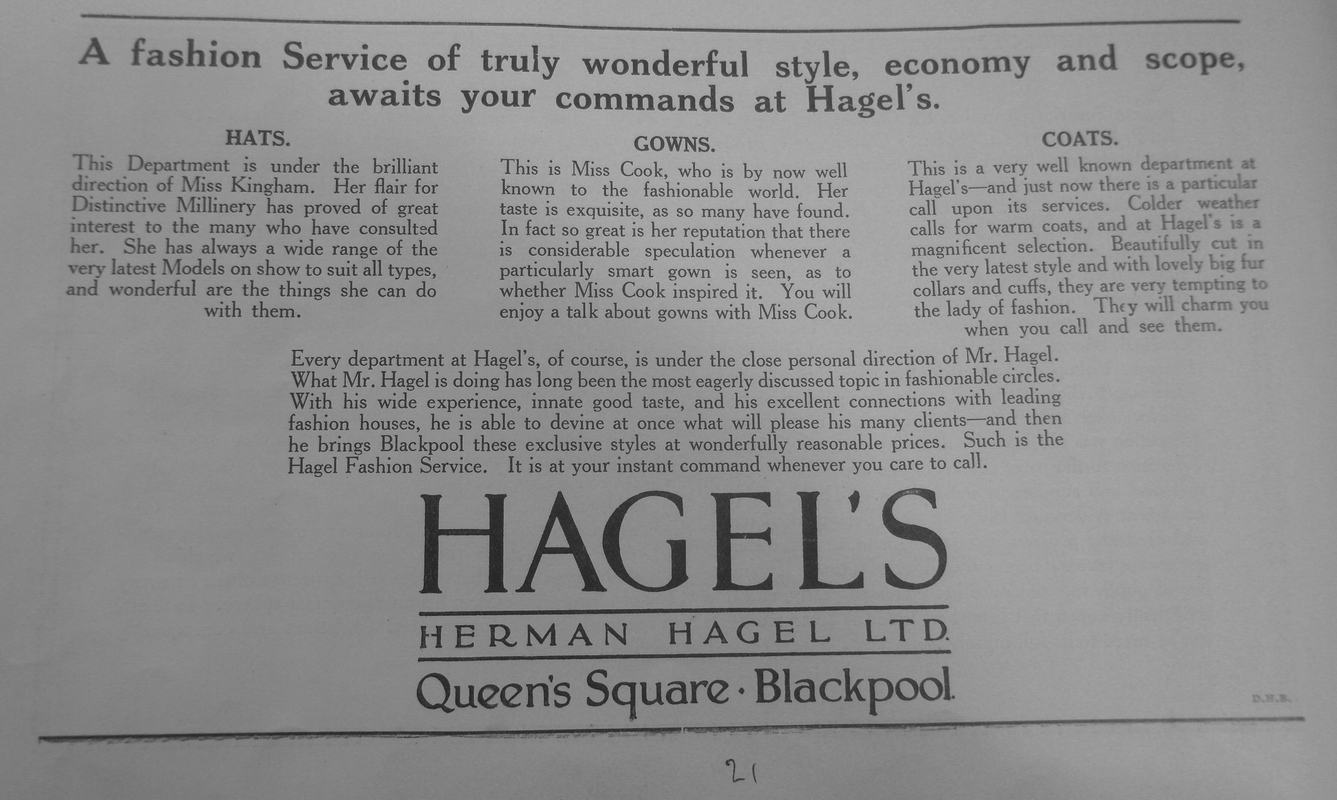 A fashion Service of truly wonderful style, economy and scope,
awaits your commands at Hagel's.
HATS.
This Department is under the brilliant
direction of Miss Kingham. Her flair for
Distinctive Millinery has proved of great
interest to the many who have consulted
her. She has always a wide range of the
very latest Models on show to suit all types,
and wonderful are the things she can do
with them.
GOWNS.
This is Miss Cook, who is by now well
known to the fashionable world. Her
taste is exquisite, as so many have found.
In fact so great is her reputation that there
is considerable speculation whenever a
particularly smart gown is seen, as to
whether Miss Cook inspired it. You will
enjoy a talk about gowns with Miss Cook.
COATS.
This is a very well known department at
Hagel's—and just now there is a particular
call upon its services. Colder weather
calls for warm coats, and at Hagel's is a
magnificent selection. Beautifully cut in
the very latest style and with lovely big fur
collars and cuffs, they are very tempting to
the lady of fashion. They will charm you
when you call and see them.
Every department at Hagel's, of course, is under the close personal direction of Mr. Hagel.
What Mr. Hagel is doing has long been the most eagerly discussed topic in fashionable circles.
With his wide experience, innate good taste, and his excellent connections with leading
fashion houses, he is able to devine at once what will please his many clients—and then
he brings Blackpool these exclusive styles at wonderfully reasonable prices. Such is the
Hagel Fashion Service. It is at your instant command whenever you care to call.
HAGEL'S
HERMAN HAGEL LTD.
Queen's Square · Blackpool.
D.H.B.
21